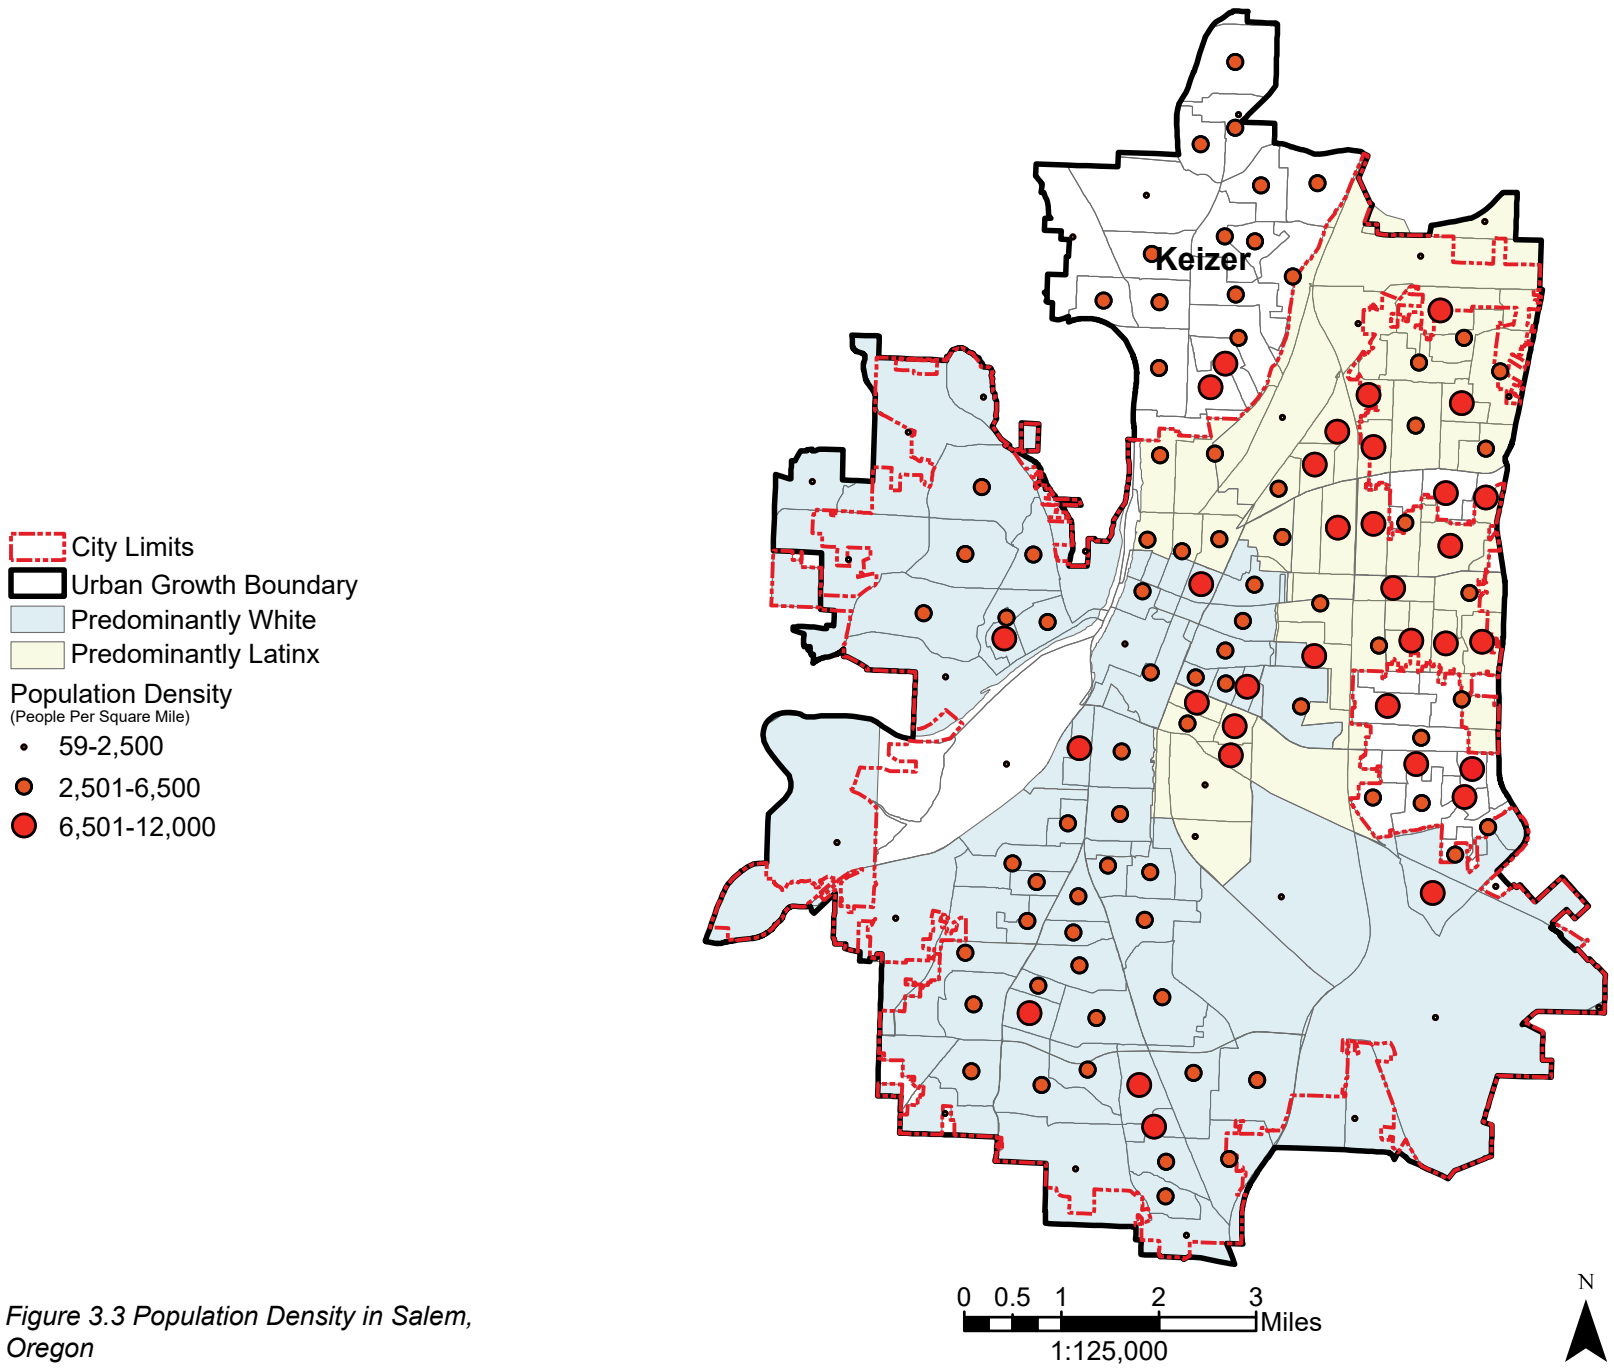 Keizer
City Limits
Urban Growth Boundary
Predominantly White
Predominantly Latinx
Population Density
(People Per Square Mile)
59-2,500
2,501-6,500
6,501-12,000
Figure 3.3 Population Density in Salem,
Oregon
0 0.5 1 2 3
Miles
1:125,000
N